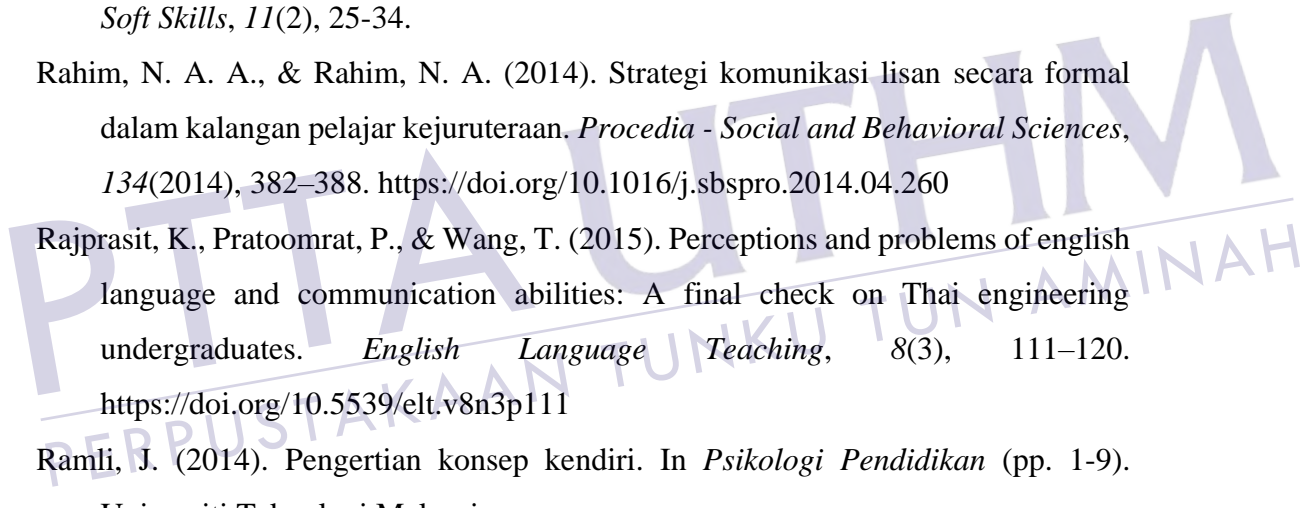 Soft Skills, 11(2), 25-34.
Rahim, N. A. A., & Rahim, N. A. (2014). Strategi komunikasi lisan secara formal
dalam kalangan pelajar kejuruteraan. Procedia - Social and Behavioral Sciences,
134(2014), 382–388. https://doi.org/10.1016/j.sbspro.2014.04.260
Rajprasit, K., Pratoomrat, P., & Wang, T. (2015). Perceptions and problems of english
language and communication abilities: A final check on Thai engineering
undergraduates. English Language Teaching, 8(3), 111–120.
https://doi.org/10.5539/elt.v8n3p111
Ramli, J. (2014). Pengertian konsep kendiri. In Psikologi Pendidikan (pp. 1-9).
PTTA UTHM
PERPUSTAKAAN TUNKU TUN AMINAH